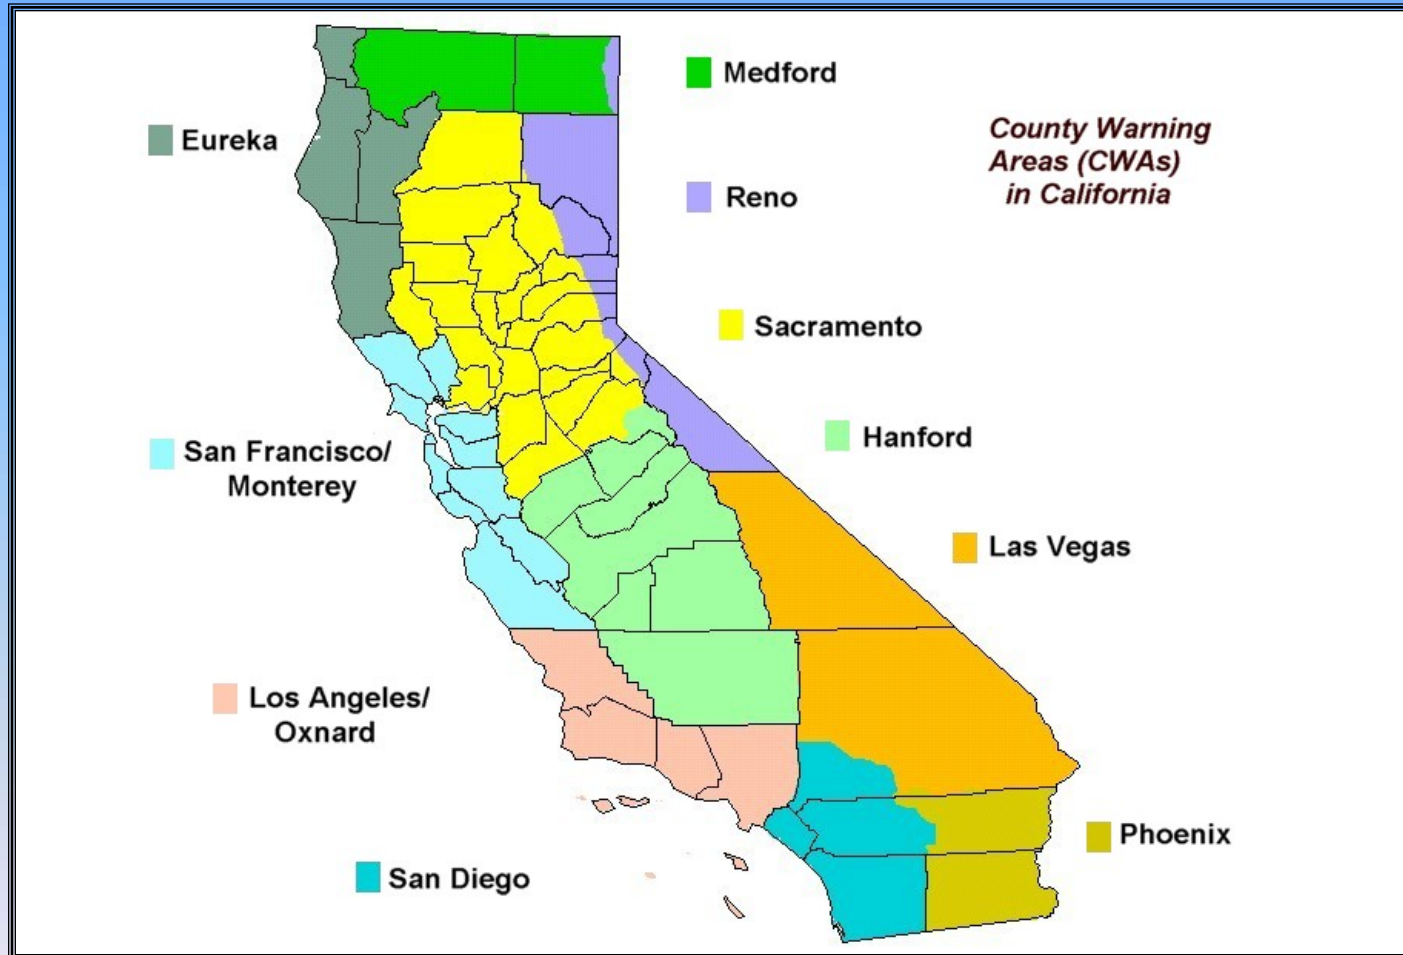 Medford
County Warning
Areas (CWAs)
in California
Eureka
Reno
Sacramento
Hanford
San Francisco/
Monterey
Las Vegas
Los Angeles/
Oxnard
Phoenix
San Diego